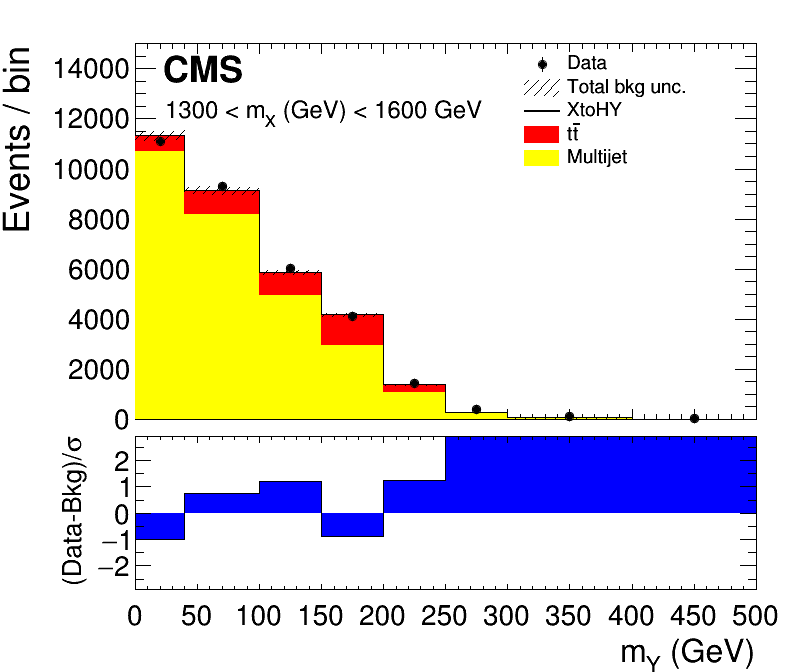 Events / bin
14000
12000
10000
8000
6000
4000
2000
0
CMS
1300 < mX (GeV) < 1600 GeV
Data
Total bkg unc.
XtoHY
tt̄
Multijet
(Data-Bkg)/σ
2
1
0
−1
−2
0 50 100 150 200 250 300 350 400 450 500
mY (GeV)